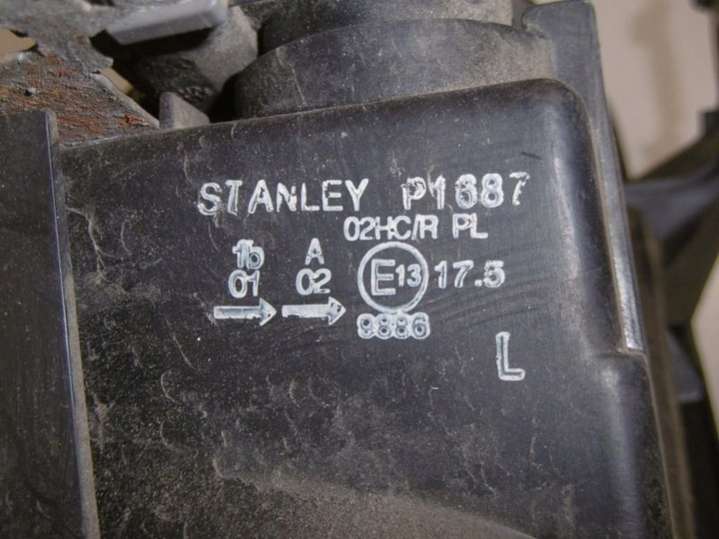 STANLEY P1687
02HC/R PL
1b A
01 02 E13 17.5
9886
L